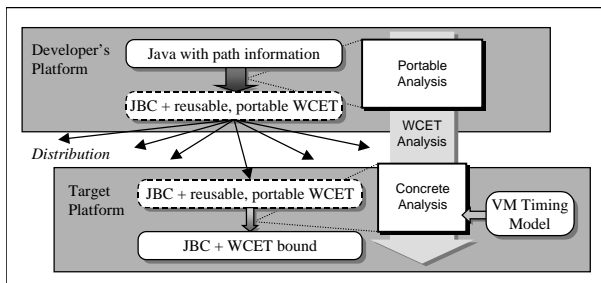 Developer's
Platform
Java with path information
JBC + reusable, portable WCET
Portable
Analysis
WCET
Analysis
Distribution
Target
Platform
JBC + reusable, portable WCET
JBC + WCET bound
Concrete
Analysis
VM Timing
Model